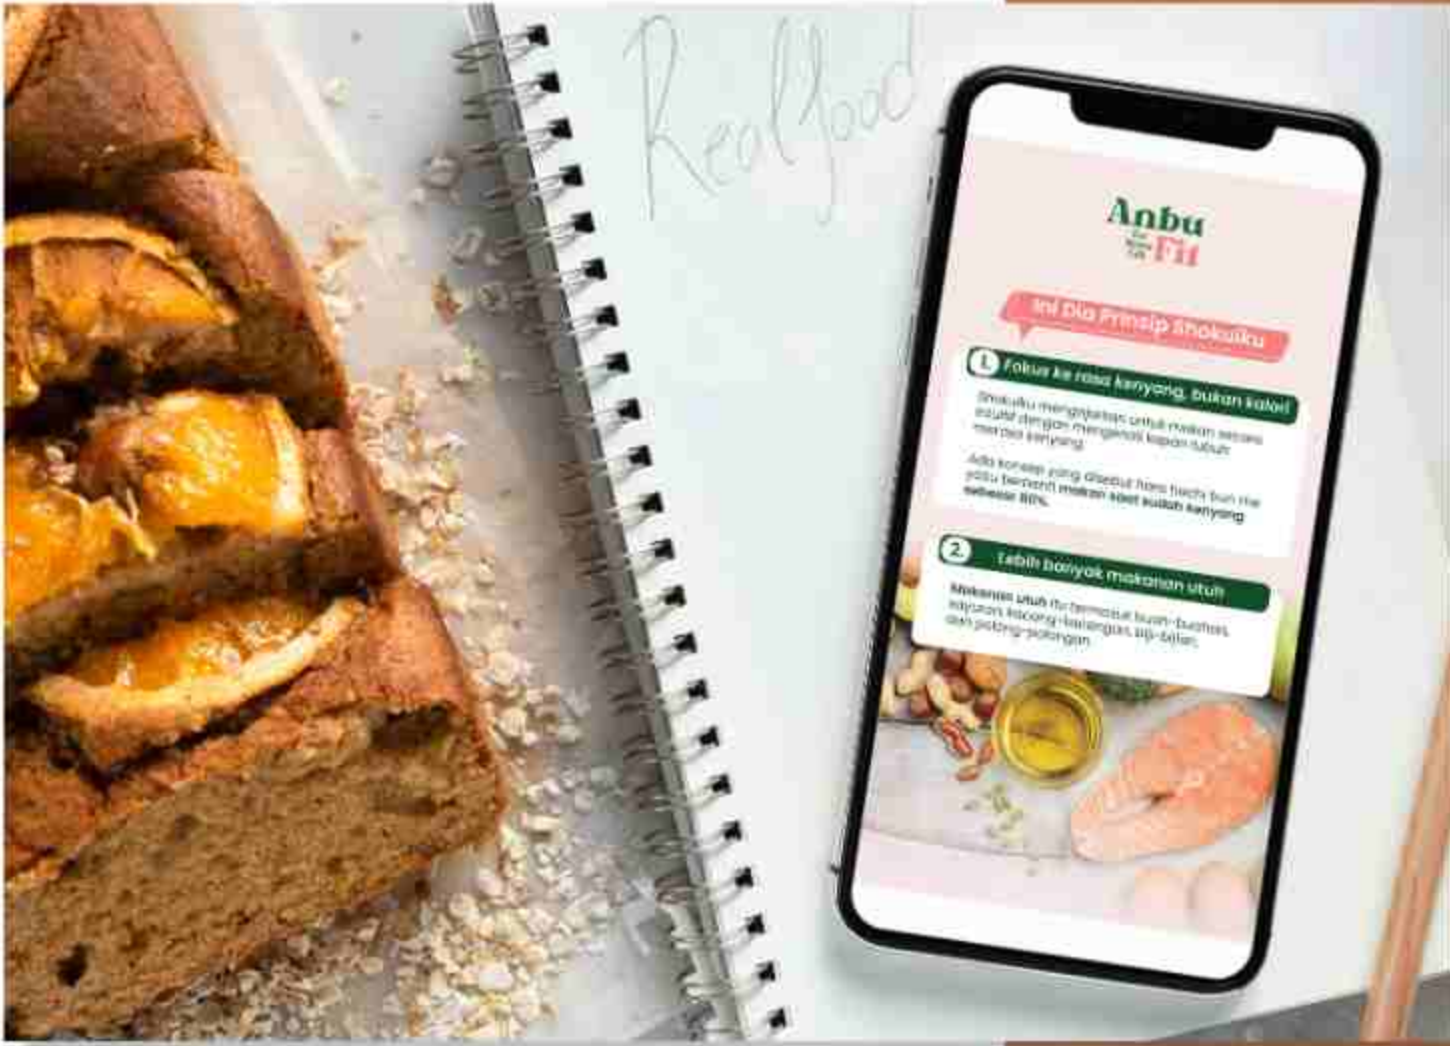 Realfood
Anbu
Fit
Ini Dia Prinsip Shokuiku
1. Fokus ke rasa kenyang, bukan kalori
Shokuiku mengajarkan untuk makan secara
intuitif dengan mengenali kapan tubuh
merasa kenyang.
Ada konsep yang disebut hara hachi bun me
yaitu berhenti makan saat sudah kenyang
sebesar 80%.
2. Lebih banyak makanan utuh
Makanan utuh itu termasuk buah-buahan,
sayuran, kacang-kacangan, biji-bijian,
dan polong-polongan.